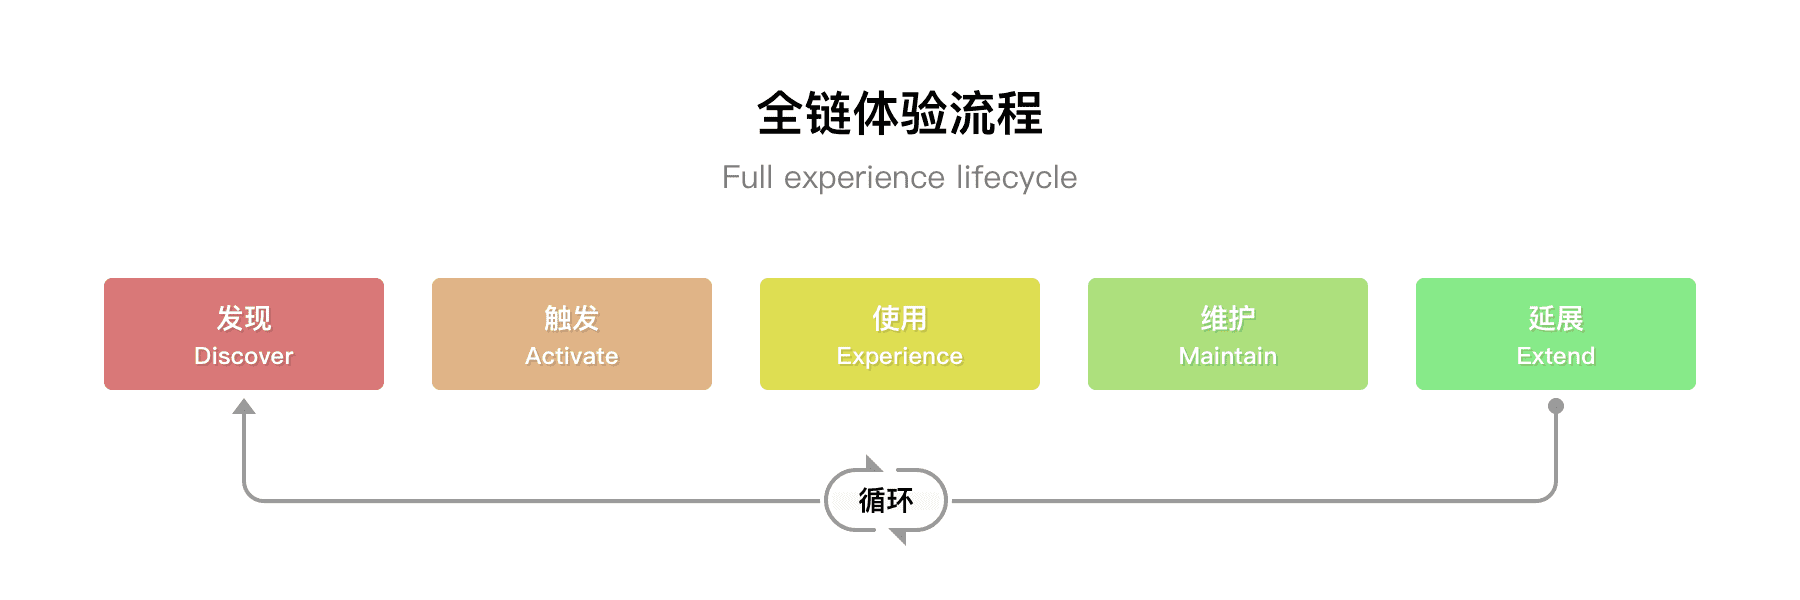 全链体验流程
Full experience lifecycle
发现
Discover
触发
Activate
使用
Experience
维护
Maintain
延展
Extend
循环